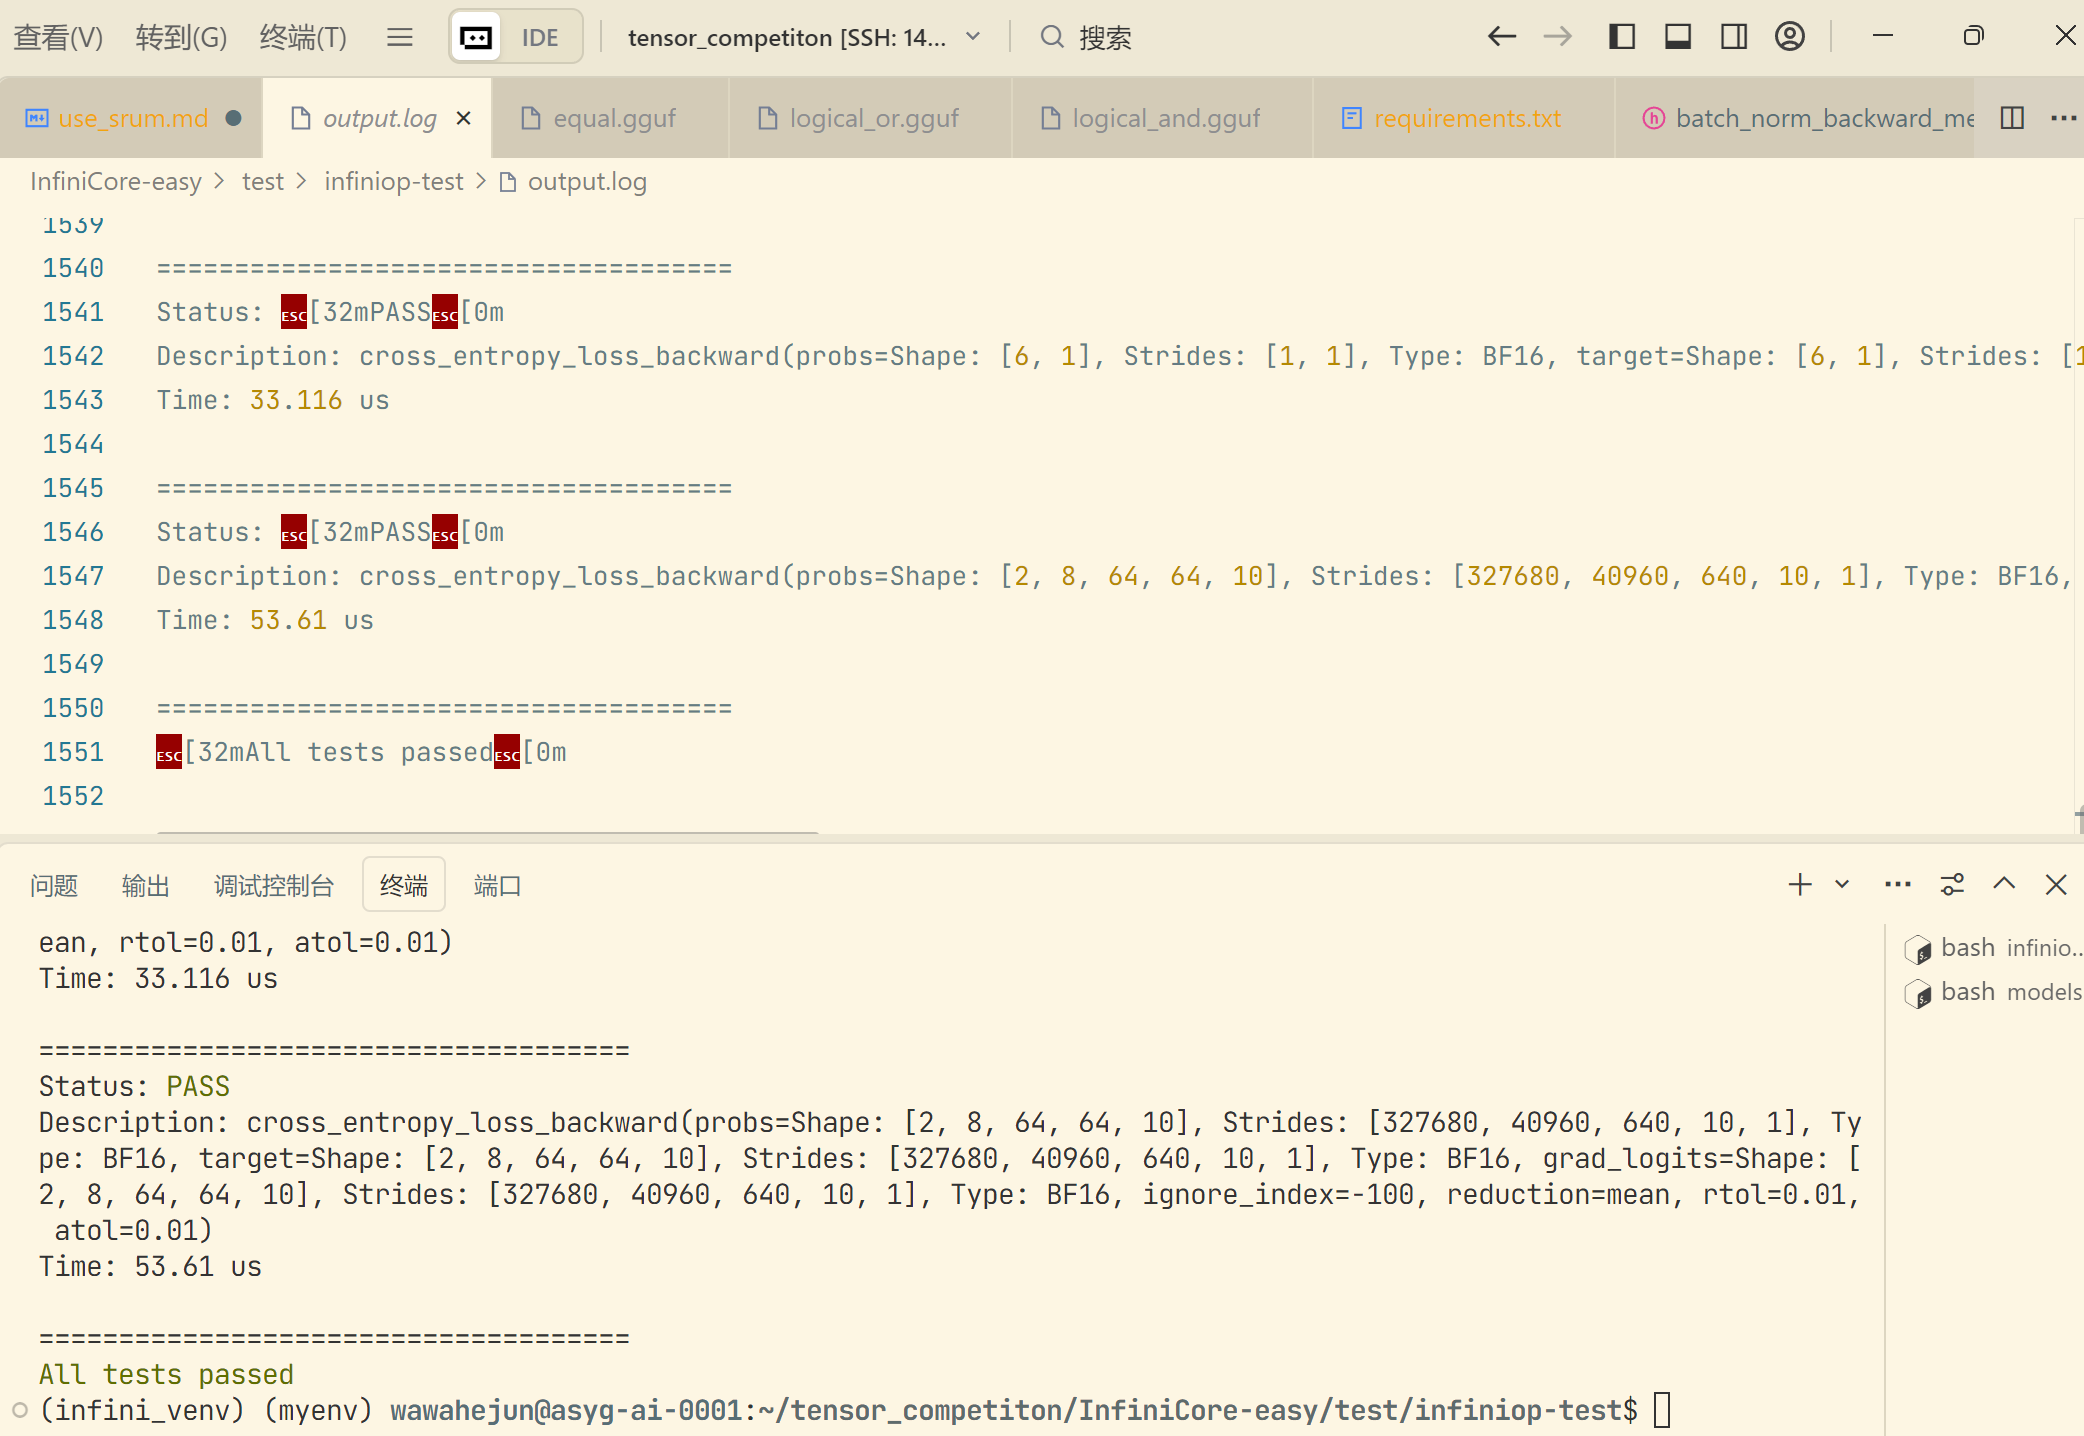 查看(V) 转到(G) 终端(T) IDE tensor_competiton [SSH: 14... 搜索
use_srum.md output.log equal.gguf logical_or.gguf logical_and.gguf requirements.txt batch_norm_backward_me
InfiniCore-easy > test > infiniop-test > output.log
1539
1540 =====================================
1541 Status: ESC[32mPASSESC[0m
1542 Description: cross_entropy_loss_backward(probs=Shape: [6, 1], Strides: [1, 1], Type: BF16, target=Shape: [6, 1], Strides: [1
1543 Time: 33.116 us
1544
1545 =====================================
1546 Status: ESC[32mPASSESC[0m
1547 Description: cross_entropy_loss_backward(probs=Shape: [2, 8, 64, 64, 10], Strides: [327680, 40960, 640, 10, 1], Type: BF16,
1548 Time: 53.61 us
1549
1550 =====================================
1551 ESC[32mAll tests passedESC[0m
1552
问题 输出 调试控制台 终端 端口
ean, rtol=0.01, atol=0.01)
Time: 33.116 us
=====================================
Status: PASS
Description: cross_entropy_loss_backward(probs=Shape: [2, 8, 64, 64, 10], Strides: [327680, 40960, 640, 10, 1], Ty
pe: BF16, target=Shape: [2, 8, 64, 64, 10], Strides: [327680, 40960, 640, 10, 1], Type: BF16, grad_logits=Shape: [
2, 8, 64, 64, 10], Strides: [327680, 40960, 640, 10, 1], Type: BF16, ignore_index=-100, reduction=mean, rtol=0.01,
atol=0.01)
Time: 53.61 us
=====================================
All tests passed
(infini_venv) (myenv) wawahejun@asyg-ai-0001:~/tensor_competiton/InfiniCore-easy/test/infiniop-test$
bash infinio...
bash models